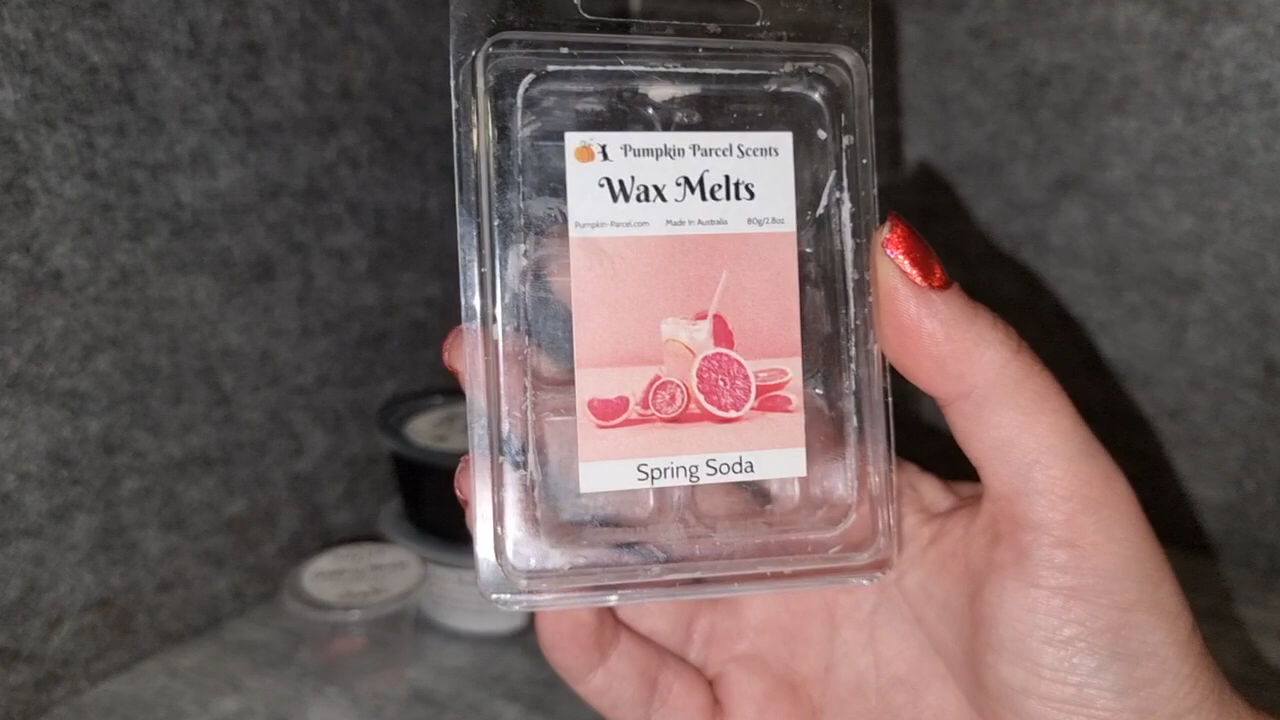 Pumpkin Parcel Scents
Wax Melts
Pumpkin-Parcel.com Made In Australia 80g/2.8oz
Spring Soda